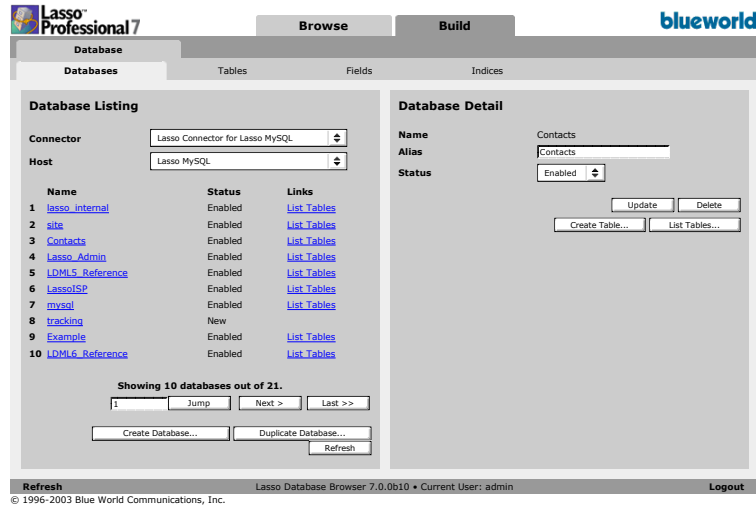 Lasso™
Professional 7
Browse
Build
blueworld
Database
Databases
Tables
Fields
Indices
Database Listing
Connector
Lasso Connector for Lasso MySQL
Host
Lasso MySQL
Name Status Links
1 lasso_internal Enabled List Tables
2 site Enabled List Tables
3 Contacts Enabled List Tables
4 Lasso_Admin Enabled List Tables
5 LDML5_Reference Enabled List Tables
6 LassoISP Enabled List Tables
7 mysql Enabled List Tables
8 tracking New
9 Example Enabled List Tables
10 LDML6_Reference Enabled List Tables
Showing 10 databases out of 21.
1 Jump Next > Last >>
Create Database... Duplicate Database...
Refresh
Database Detail
Name Contacts
Alias Contacts
Status Enabled
Update Delete
Create Table... List Tables...
Refresh Lasso Database Browser 7.0.0b10 • Current User: admin Logout
© 1996-2003 Blue World Communications, Inc.